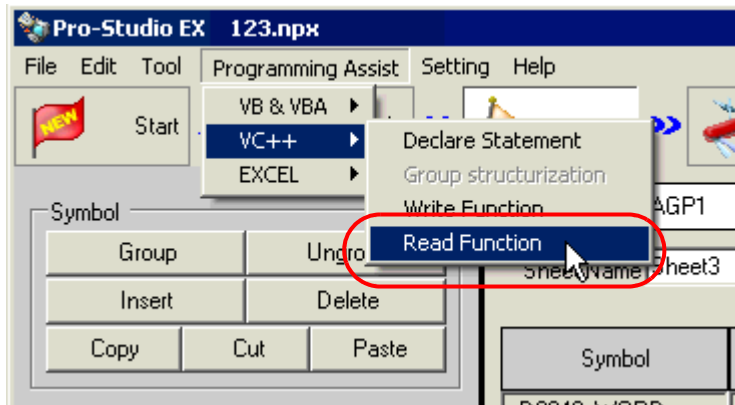 Pro-Studio EX 123.npx
File Edit Tool Programming Assist Setting Help
NEW Start
VB & VBA
VC++
EXCEL
Declare Statement
Group structurization
Write Function
Read Function
AGP1
SheetName Sheet3
Symbol
Group
Insert Delete
Copy Cut Paste
Symbol